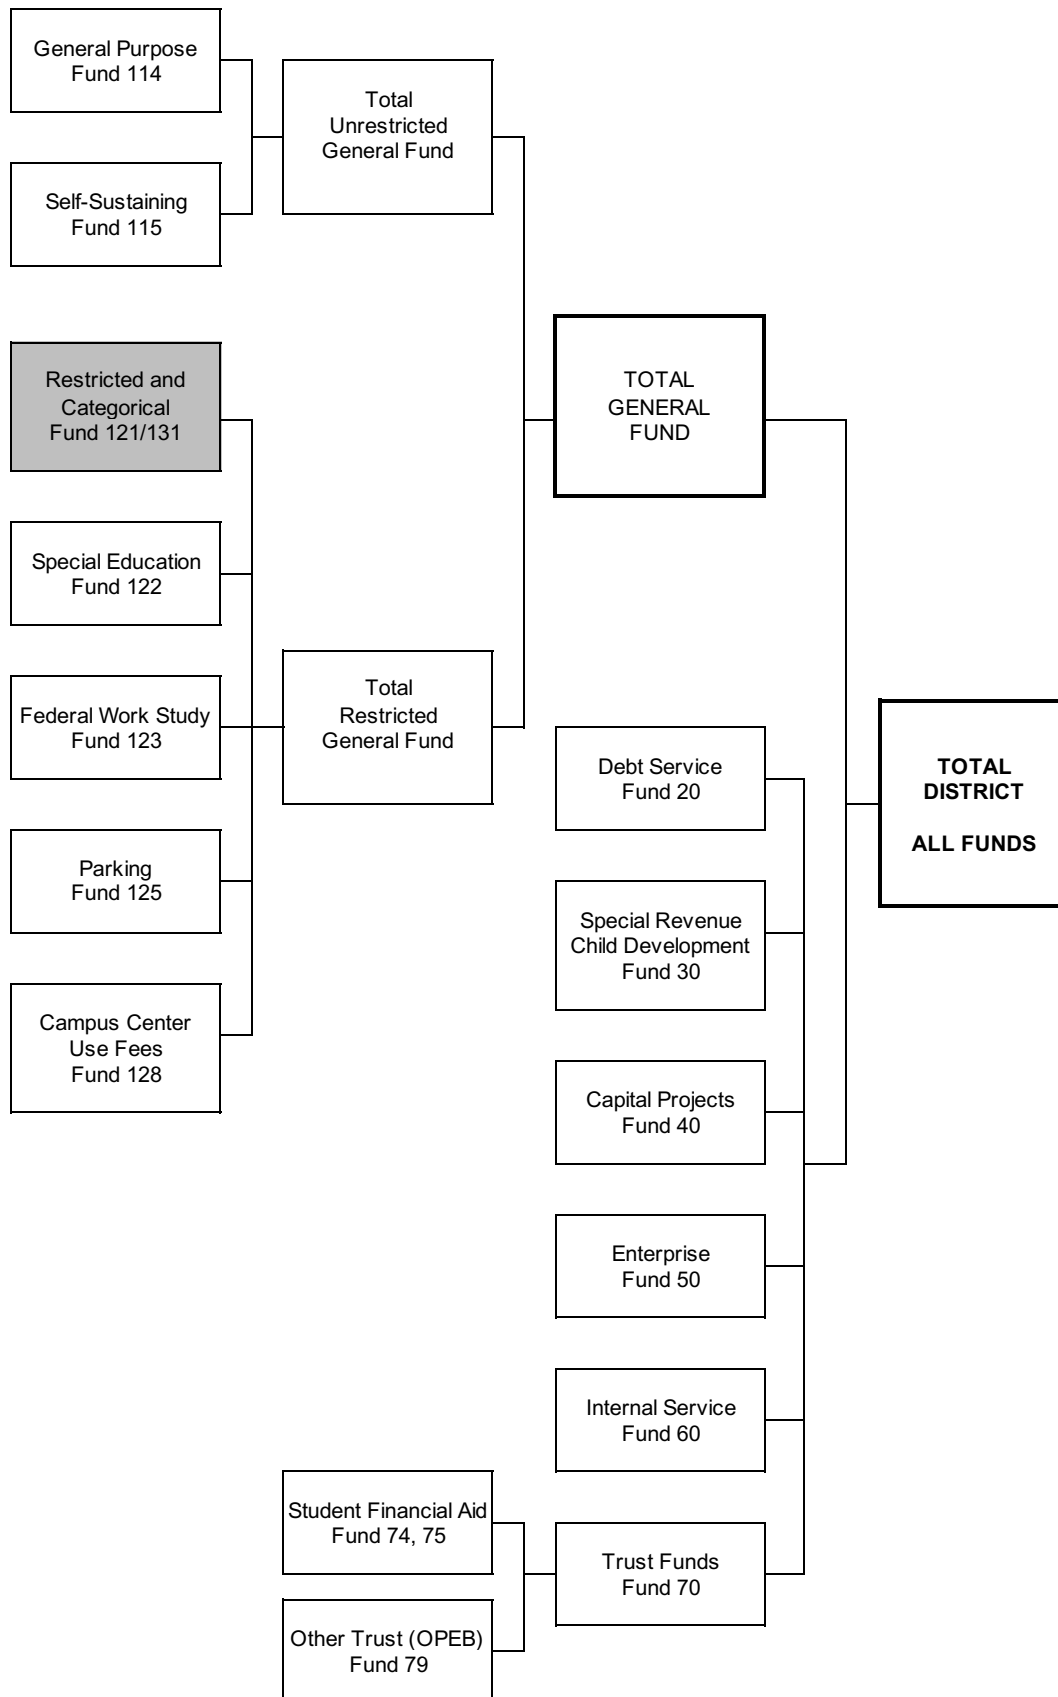 General Purpose
Fund 114
Total
Unrestricted
General Fund
Self-Sustaining
Fund 115
Restricted and
Categorical
Fund 121/131
TOTAL
GENERAL
FUND
Special Education
Fund 122
Federal Work Study
Fund 123
Total
Restricted
General Fund
Debt Service
Fund 20
TOTAL
DISTRICT
ALL FUNDS
Parking
Fund 125
Special Revenue
Child Development
Fund 30
Campus Center
Use Fees
Fund 128
Capital Projects
Fund 40
Enterprise
Fund 50
Internal Service
Fund 60
Student Financial Aid
Fund 74, 75
Trust Funds
Fund 70
Other Trust (OPEB)
Fund 79